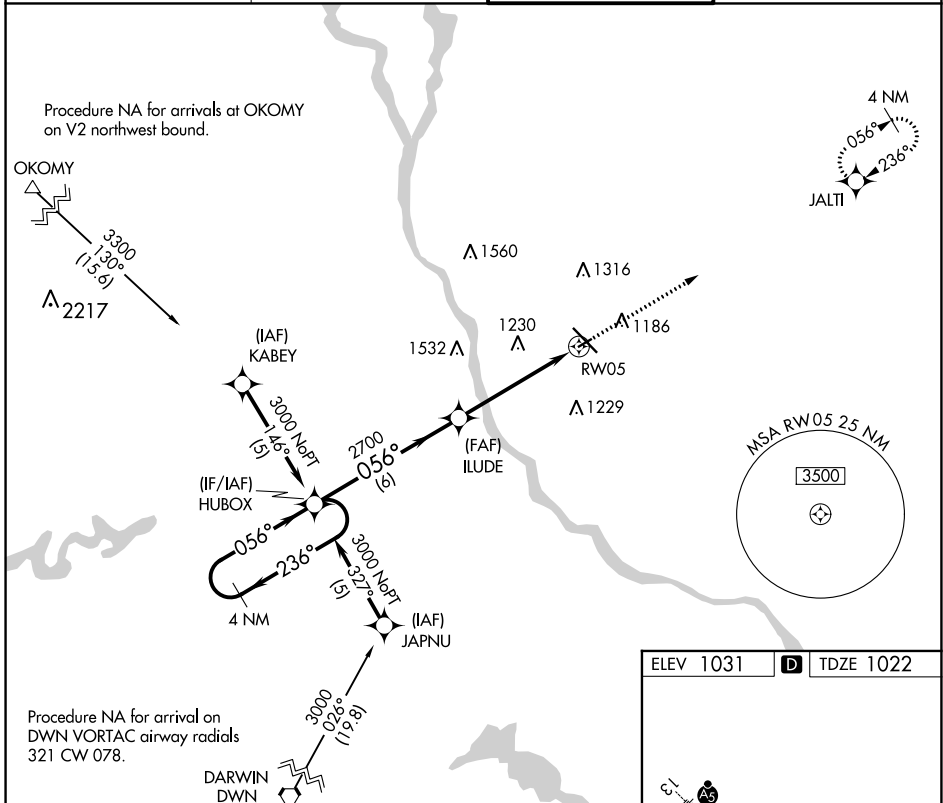 Procedure NA for arrivals at OKOMY
on V2 northwest bound.
4 NM
056°
236°
JALTI
OKOMY
3300
130°
(15.6)
2217
1560
1316
1230
1186
1532
RW05
1229
(IAF)
KABEY
3000 NoPT
146°
(5)
2700
056°
(6)
(FAF)
ILUDE
(IF/IAF)
HUBOX
056°
236°
4 NM
3000 NoPT
327°
(5)
(IAF)
JAPNU
MSA RW05 25 NM
3500
3000
026°
(19.8)
Procedure NA for arrival on
DWN VORTAC airway radials
321 CW 078.
DARWIN
DWN
ELEV 1031
D
TDZE 1022
13
A5